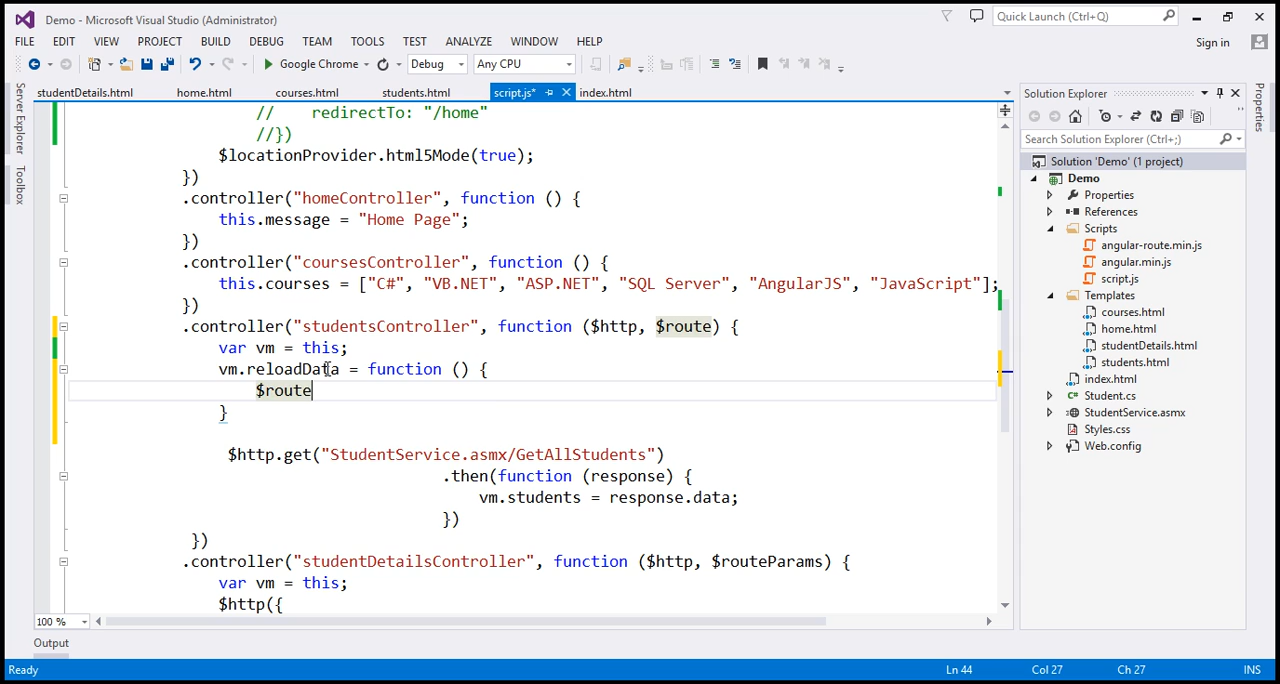 Demo - Microsoft Visual Studio (Administrator)
Quick Launch (Ctrl+Q)
FILE EDIT VIEW PROJECT BUILD DEBUG TEAM TOOLS TEST ANALYZE WINDOW HELP
Sign in
Google Chrome
Debug
Any CPU
Server Explorer
Toolbox
studentDetails.html home.html courses.html students.html script.js* index.html
// redirectTo: "/home"
//})
$locationProvider.html5Mode(true);
})
.controller("homeController", function () {
this.message = "Home Page";
})
.controller("coursesController", function () {
this.courses = ["C#", "VB.NET", "ASP.NET", "SQL Server", "AngularJS", "JavaScript"];
})
.controller("studentsController", function ($http, $route) {
var vm = this;
vm.reloadData = function () {
$route
}
$http.get("StudentService.asmx/GetAllStudents")
.then(function (response) {
vm.students = response.data;
})
})
.controller("studentDetailsController", function ($http, $routeParams) {
var vm = this;
$http({
100 %
Solution Explorer
Search Solution Explorer (Ctrl+;)
Solution 'Demo' (1 project)
Demo
Properties
References
Scripts
angular-route.min.js
angular.min.js
script.js
Templates
courses.html
home.html
studentDetails.html
students.html
index.html
Student.cs
StudentService.asmx
Styles.css
Web.config
Properties
Output
Ready
Ln 44 Col 27 Ch 27 INS